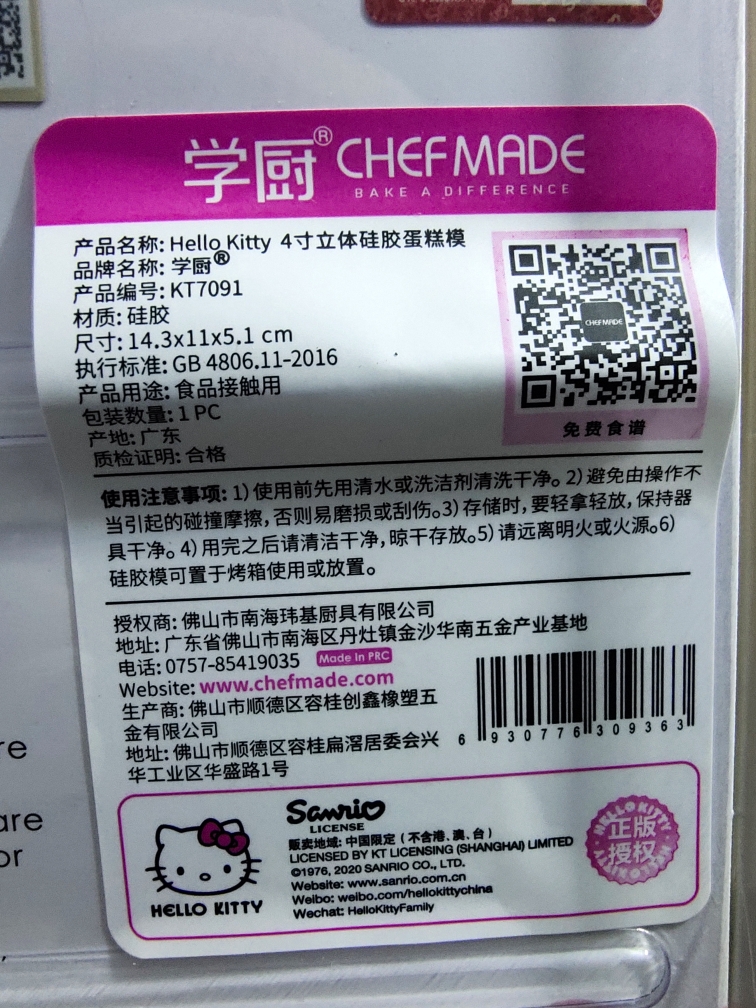 学厨® CHEFMADE
BAKE A DIFFERENCE
产品名称: Hello Kitty 4寸立体硅胶蛋糕模
品牌名称: 学厨®
产品编号: KT7091
材质: 硅胶
尺寸: 14.3x11x5.1 cm
执行标准: GB 4806.11-2016
产品用途: 食品接触用
包装数量: 1 PC
产地: 广东
质检证明: 合格
CHEFMADE
免费食谱
使用注意事项: 1) 使用前先用清水或洗洁剂清洗干净。2) 避免由操作不
当引起的碰撞摩擦, 否则易磨损或刮伤。3) 存储时, 要轻拿轻放, 保持器
具干净。4) 用完之后请清洁干净, 晾干存放。5) 请远离明火或火源。6)
硅胶模可置于烤箱使用或放置。
授权商: 佛山市南海玮基厨具有限公司
地址: 广东省佛山市南海区丹灶镇金沙华南五金产业基地
电话: 0757-85419035 Made In PRC
Website: www.chefmade.com
生产商: 佛山市顺德区容桂创鑫橡塑五
金有限公司
地址: 佛山市顺德区容桂扁滘居委会兴
华工业区华盛路1号
6 930776 309363
Sanrio
LICENSE
贩卖地域: 中国限定 (不含港、澳、台)
LICENSED BY KT LICENSING (SHANGHAI) LIMITED
©1976, 2020 SANRIO CO., LTD.
Website: www.sanrio.com.cn
Weibo: weibo.com/hellokittychina
Wechat: HelloKittyFamily
HELLO KITTY
HELLO KITTY
正版
授权
HELLO KITTY
re
are
or